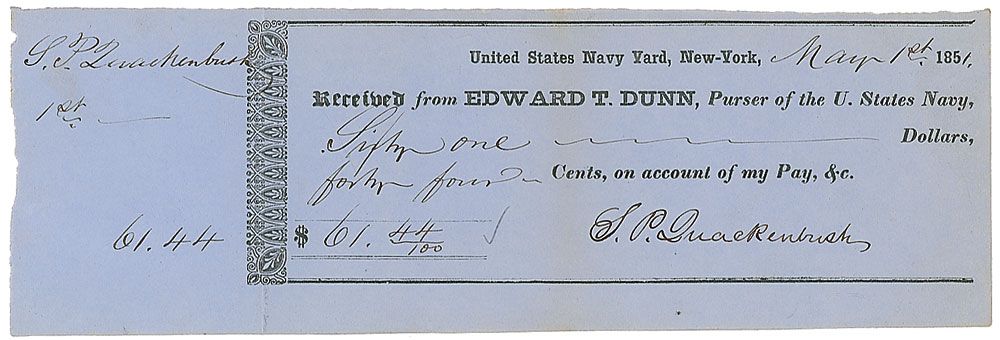 S. P. Quackenbush
1st.
61.44
United States Navy Yard, New-York, May 1st. 1851.
Received from EDWARD T. DUNN, Purser of the U. States Navy,
Sixty one Dollars,
forty four Cents, on account of my Pay, &c.
$ 61. 44/100
S. P. Quackenbush